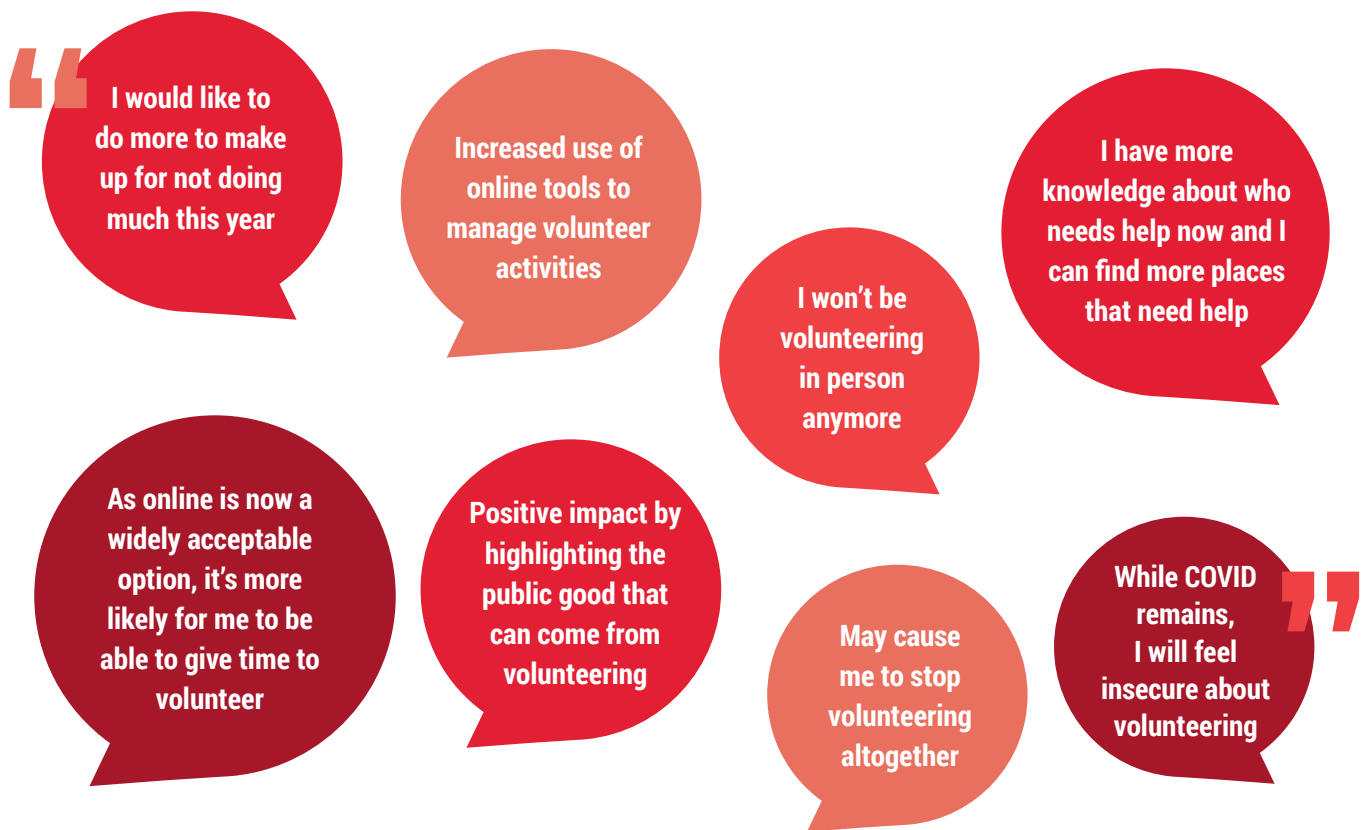 I would like to
do more to make
up for not doing
much this year
Increased use of
online tools to
manage volunteer
activities
I won’t be
volunteering
in person
anymore
I have more
knowledge about who
needs help now and I
can find more places
that need help
As online is now a
widely acceptable
option, it’s more
likely for me to be
able to give time to
volunteer
Positive impact by
highlighting the
public good that
can come from
volunteering
May cause
me to stop
volunteering
altogether
While COVID
remains,
I will feel
insecure about
volunteering